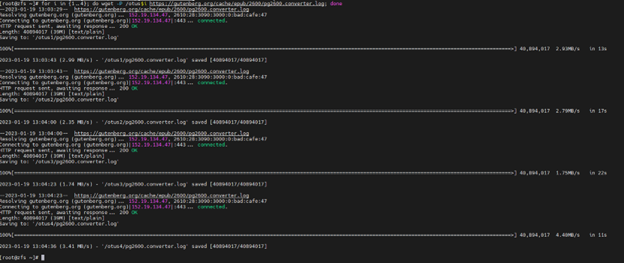 [root@zfs ~]# for i in {1..4}; do wget -P /otus$i https://gutenberg.org/cache/epub/2600/pg2600.converter.log; done
--2023-01-19 13:03:29-- https://gutenberg.org/cache/epub/2600/pg2600.converter.log
Resolving gutenberg.org (gutenberg.org)... 152.19.134.47, 2610:28:3090:3000:0:bad:cafe:47
Connecting to gutenberg.org (gutenberg.org)|152.19.134.47|:443... connected.
HTTP request sent, awaiting response... 200 OK
Length: 40894017 (39M) [text/plain]
Saving to: '/otus1/pg2600.converter.log'
100%[===================================================================>] 40,894,017 2.93MB/s in 13s
2023-01-19 13:03:43 (2.99 MB/s) - '/otus1/pg2600.converter.log' saved [40894017/40894017]
--2023-01-19 13:03:43-- https://gutenberg.org/cache/epub/2600/pg2600.converter.log
Resolving gutenberg.org (gutenberg.org)... 152.19.134.47, 2610:28:3090:3000:0:bad:cafe:47
Connecting to gutenberg.org (gutenberg.org)|152.19.134.47|:443... connected.
HTTP request sent, awaiting response... 200 OK
Length: 40894017 (39M) [text/plain]
Saving to: '/otus2/pg2600.converter.log'
100%[===================================================================>] 40,894,017 2.79MB/s in 17s
2023-01-19 13:04:00 (2.35 MB/s) - '/otus2/pg2600.converter.log' saved [40894017/40894017]
--2023-01-19 13:04:00-- https://gutenberg.org/cache/epub/2600/pg2600.converter.log
Resolving gutenberg.org (gutenberg.org)... 152.19.134.47, 2610:28:3090:3000:0:bad:cafe:47
Connecting to gutenberg.org (gutenberg.org)|152.19.134.47|:443... connected.
HTTP request sent, awaiting response... 200 OK
Length: 40894017 (39M) [text/plain]
Saving to: '/otus3/pg2600.converter.log'
100%[===================================================================>] 40,894,017 1.75MB/s in 22s
2023-01-19 13:04:23 (1.74 MB/s) - '/otus3/pg2600.converter.log' saved [40894017/40894017]
--2023-01-19 13:04:23-- https://gutenberg.org/cache/epub/2600/pg2600.converter.log
Resolving gutenberg.org (gutenberg.org)... 152.19.134.47, 2610:28:3090:3000:0:bad:cafe:47
Connecting to gutenberg.org (gutenberg.org)|152.19.134.47|:443... connected.
HTTP request sent, awaiting response... 200 OK
Length: 40894017 (39M) [text/plain]
Saving to: '/otus4/pg2600.converter.log'
100%[===================================================================>] 40,894,017 4.40MB/s in 11s
2023-01-19 13:04:36 (3.41 MB/s) - '/otus4/pg2600.converter.log' saved [40894017/40894017]
[root@zfs ~]#